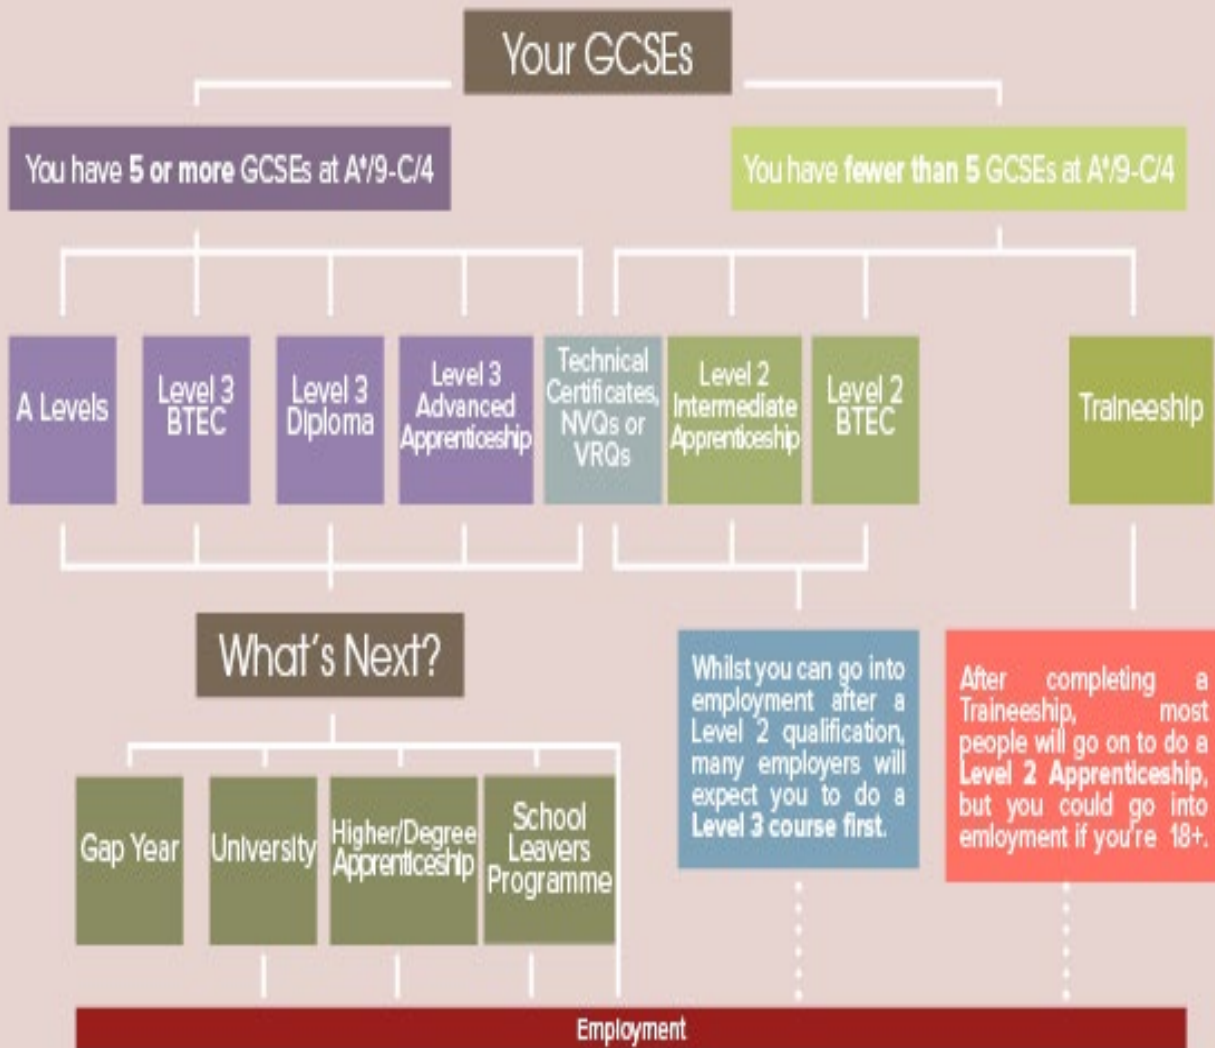 Your GCSEs
You have 5 or more GCSEs at A*/9-C/4
You have fewer than 5 GCSEs at A*/9-C/4
A Levels
Level 3
BTEC
Level 3
Diploma
Level 3
Advanced
Apprenticeship
Technical
Certificates,
NVQs or
VRQs
Level 2
Intermediate
Apprenticeship
Level 2
BTEC
Traineeship
What's Next?
Whilst you can go into
employment after a
Level 2 qualification,
many employers will
expect you to do a
Level 3 course first.
After completing a
Traineeship, most
people will go on to do a
Level 2 Apprenticeship,
but you could go into
emloyment if you're 18+.
Gap Year
University
Higher/Degree
Apprenticeship
School
Leavers
Programme
Employment